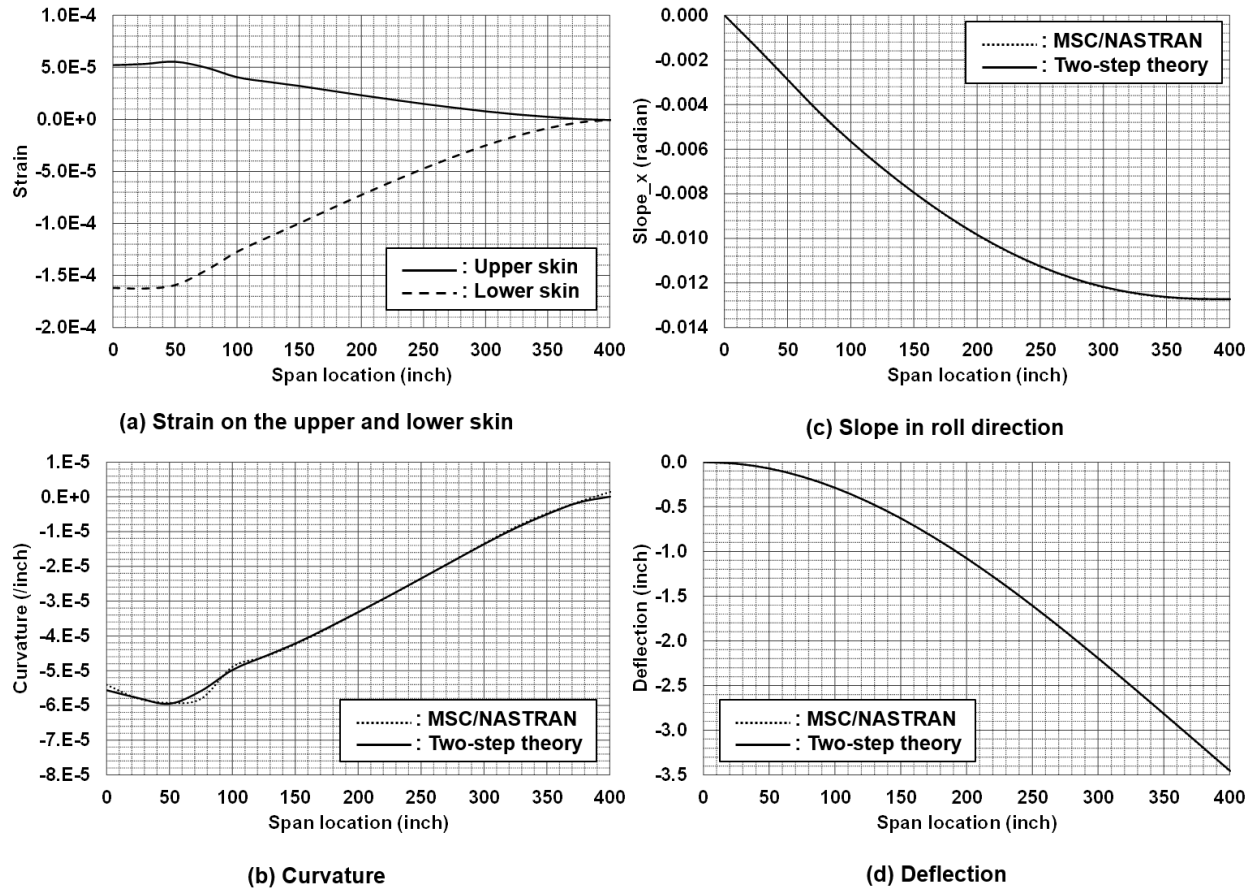 1.0E-4
5.0E-5
0.0E+0
-5.0E-5
-1.0E-4
-1.5E-4
-2.0E-4
Strain
: Upper skin
: Lower skin
0 50 100 150 200 250 300 350 400
Span location (inch)
(a) Strain on the upper and lower skin
0.000
-0.002
-0.004
-0.006
-0.008
-0.010
-0.012
-0.014
Slope_x (radian)
: MSC/NASTRAN
: Two-step theory
0 50 100 150 200 250 300 350 400
Span location (inch)
(c) Slope in roll direction
1.E-5
0.E+0
-1.E-5
-2.E-5
-3.E-5
-4.E-5
-5.E-5
-6.E-5
-7.E-5
-8.E-5
Curvature (/inch)
: MSC/NASTRAN
: Two-step theory
0 50 100 150 200 250 300 350 400
Span location (inch)
(b) Curvature
0.0
-0.5
-1.0
-1.5
-2.0
-2.5
-3.0
-3.5
Deflection (inch)
: MSC/NASTRAN
: Two-step theory
0 50 100 150 200 250 300 350 400
Span location (inch)
(d) Deflection